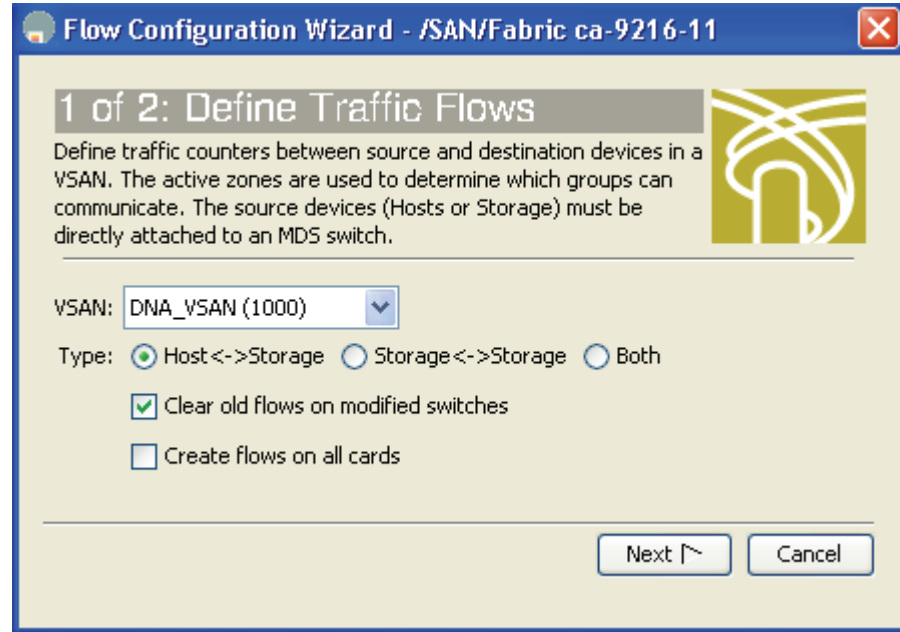 Flow Configuration Wizard - /SAN/Fabric ca-9216-11
1 of 2: Define Traffic Flows
Define traffic counters between source and destination devices in a
VSAN. The active zones are used to determine which groups can
communicate. The source devices (Hosts or Storage) must be
directly attached to an MDS switch.
VSAN: DNA_VSAN (1000)
Type: Host<->Storage Storage<->Storage Both
Clear old flows on modified switches
Create flows on all cards
Next Cancel